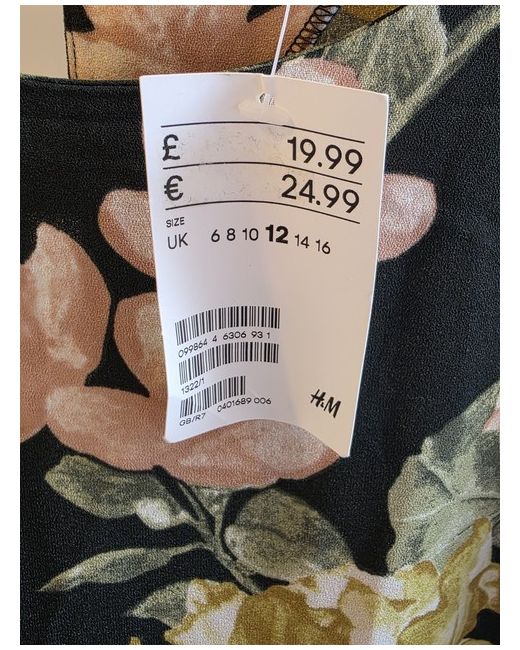 £ 19.99
€ 24.99
SIZE
UK 6 8 10 12 14 16
099864 4 6306 93 1
1322/1
GB/R7 0401689 006
H&M